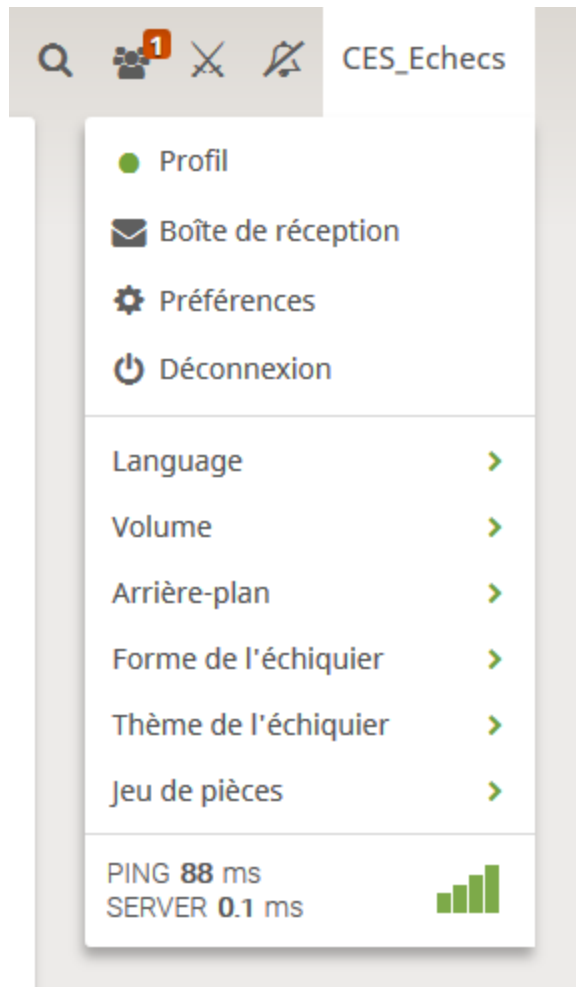 1
CES_Echecs
Profil
Boîte de réception
Préférences
Déconnexion
Language
Volume
Arrière-plan
Forme de l'échiquier
Thème de l'échiquier
Jeu de pièces
PING 88 ms
SERVER 0.1 ms